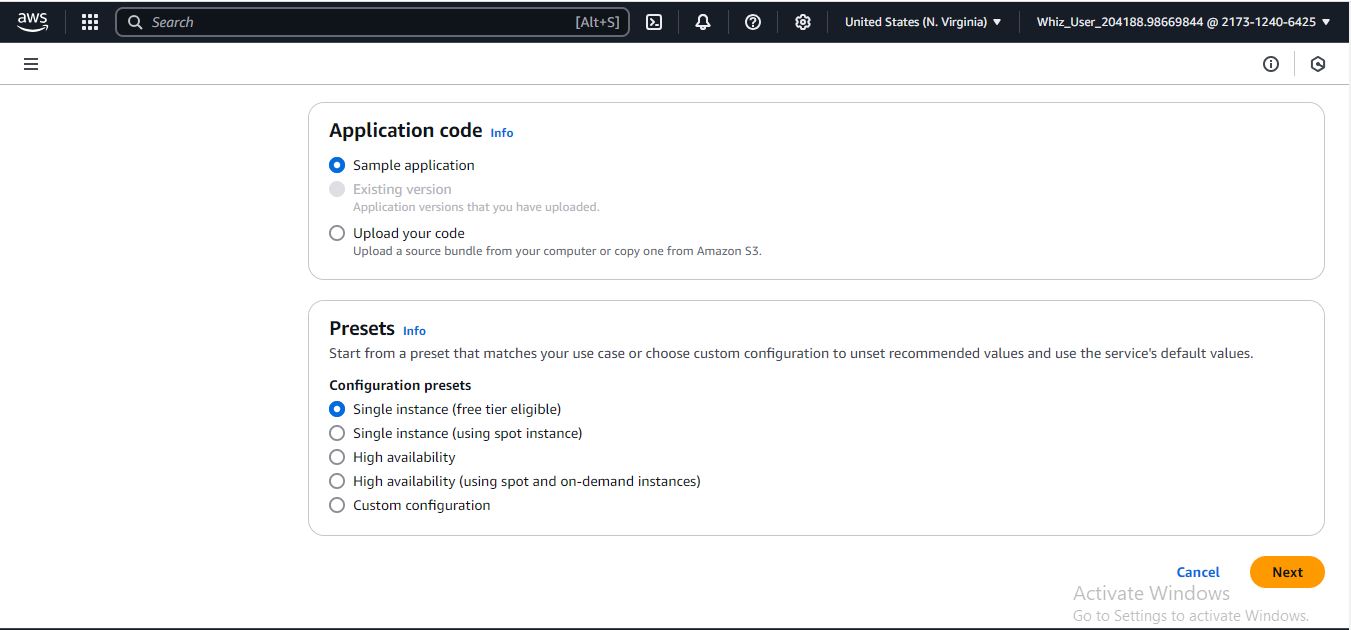 aws
Search [Alt+S] United States (N. Virginia) Whiz_User_204188.98669844 @ 2173-1240-6425
Application code Info
Sample application
Existing version
Application versions that you have uploaded.
Upload your code
Upload a source bundle from your computer or copy one from Amazon S3.
Presets Info
Start from a preset that matches your use case or choose custom configuration to unset recommended values and use the service's default values.
Configuration presets
Single instance (free tier eligible)
Single instance (using spot instance)
High availability
High availability (using spot and on-demand instances)
Custom configuration
Cancel Next
Activate Windows
Go to Settings to activate Windows.